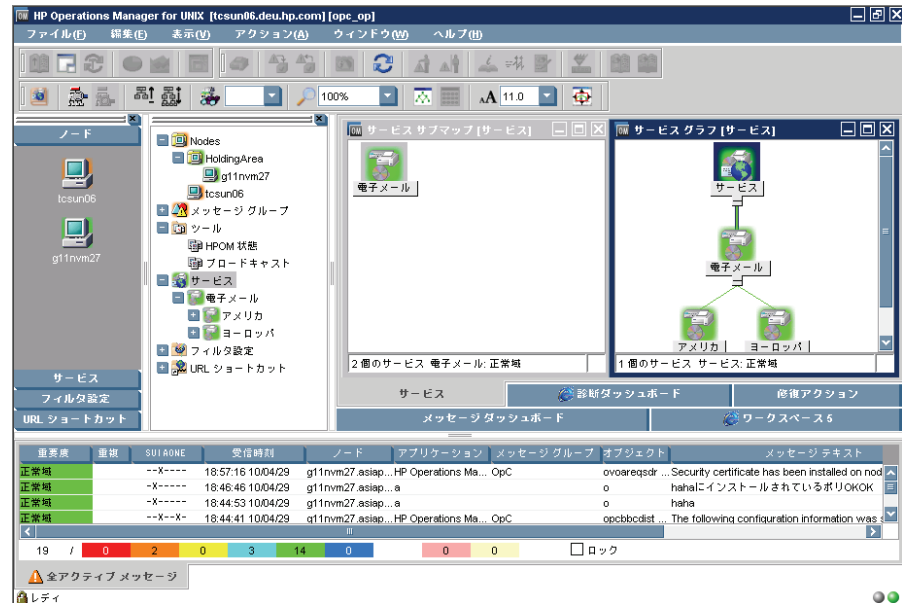 HP Operations Manager for UNIX [tcsun06.deu.hp.com] [opc_op]
ファイル(F) 編集(E) 表示(V) アクション(A) ウィンドウ(W) ヘルプ(H)
100%
AA 11.0
ノード
tcsun06
g11nvm27
サービス
フィルタ設定
URL ショートカット
Nodes
HoldingArea
g11nvm27
tcsun06
メッセージ グループ
ツール
HPOM 状態
ブロードキャスト
サービス
電子メール
アメリカ
ヨーロッパ
フィルタ設定
URL ショートカット
サービス サブマップ [サービス]
電子メール
2 個のサービス 電子メール: 正常域
サービス グラフ [サービス]
サービス
電子メール
アメリカ ヨーロッパ
1 個のサービス サービス: 正常域
サービス 診断ダッシュボード 修復アクション
メッセージ ダッシュボード ワークスペース 5
重要度 重複 SUIAONE 受信時刻 ノード アプリケーション メッセージ グループ オブジェクト メッセージ テキスト
正常域 --X---- 18:57:16 10/04/29 g11nvm27.asiap... HP Operations Ma... OpC ovoareqsdr ... Security certificate has been installed on nod
正常域 -X----- 18:46:46 10/04/29 g11nvm27.asiap... a o hahaにインストールされているポリOKOK
正常域 -X----- 18:44:53 10/04/29 g11nvm27.asiap... a o haha
正常域 --X--X- 18:44:41 10/04/29 g11nvm27.asiap... HP Operations Ma... OpC opcbbcdist ... The following configuration information was s
19 / 0 2 0 3 14 0 0 0 ロック
全アクティブ メッセージ
レディ